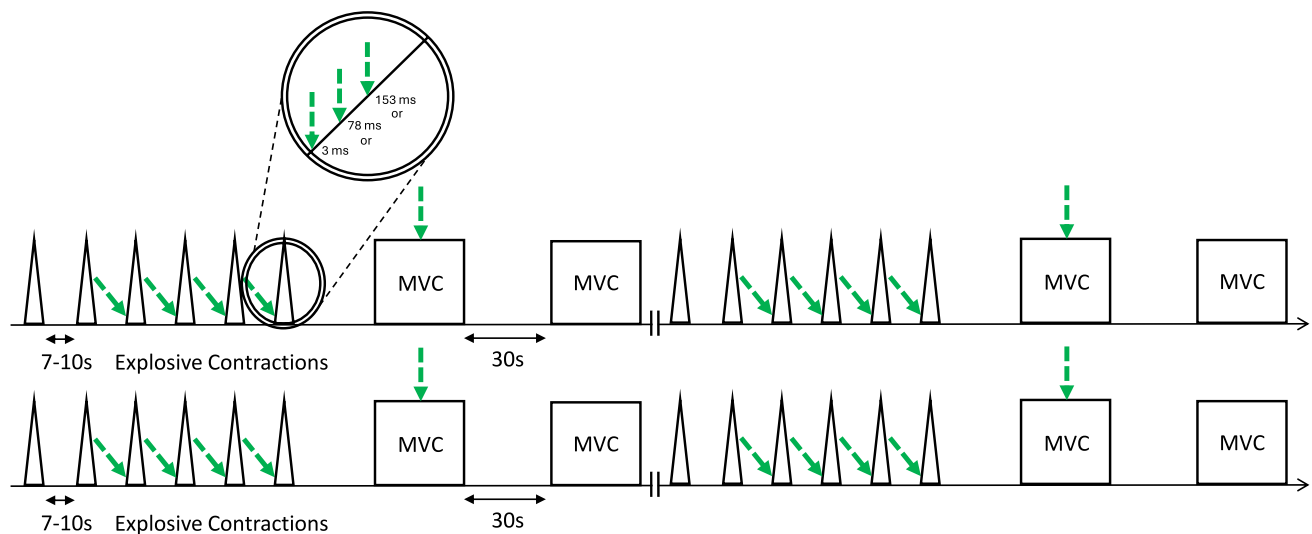 153 ms
or
78 ms
or
3 ms
MVC
MVC
MVC
MVC
7-10s Explosive Contractions
30s
MVC
MVC
MVC
MVC
7-10s Explosive Contractions
30s